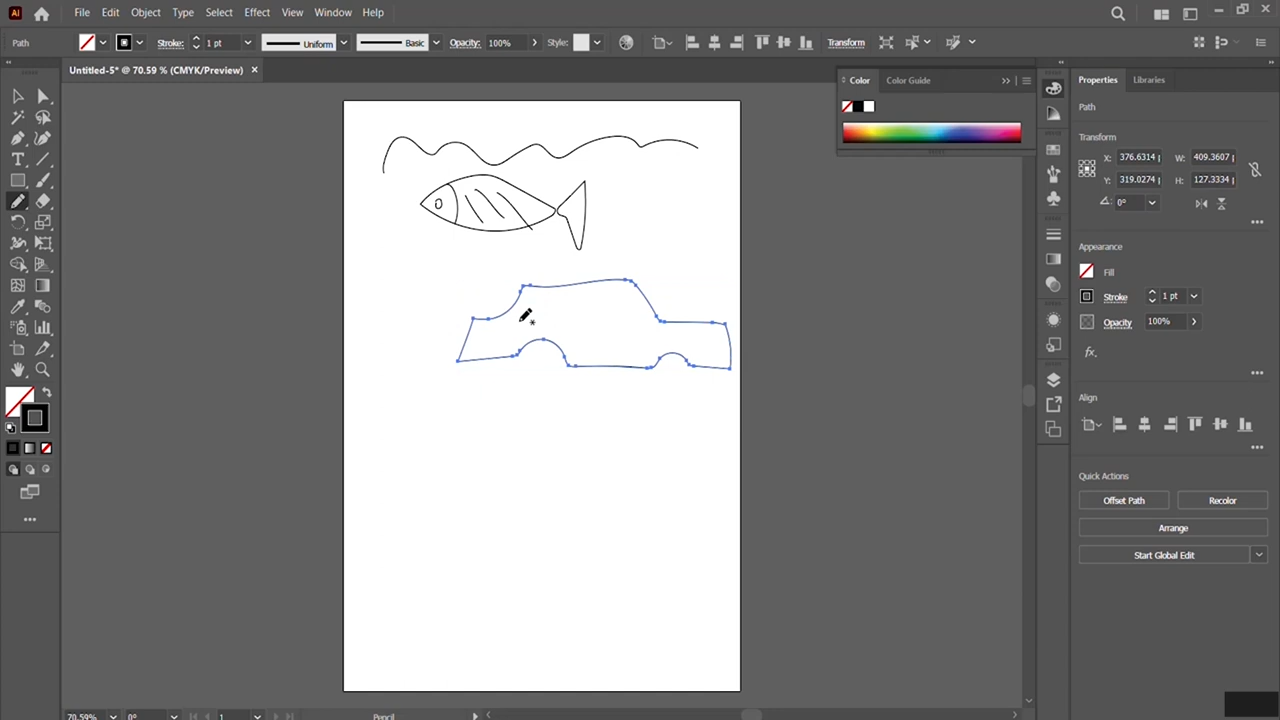 Ai File Edit Object Type Select Effect View Window Help
Path Stroke: 1 pt Uniform Basic Opacity: 100% Style: Transform
Untitled-5* @ 70.59 % (CMYK/Preview) ×
Color Color Guide
Properties Libraries
Path
Transform
X: 376.6314 W: 409.3607
Y: 319.0274 H: 127.3334
0°
Appearance
Fill
Stroke 1 pt
Opacity 100%
fx
Align
Quick Actions
Offset Path Recolor
Arrange
Start Global Edit
70.59% 0° 1 Pencil